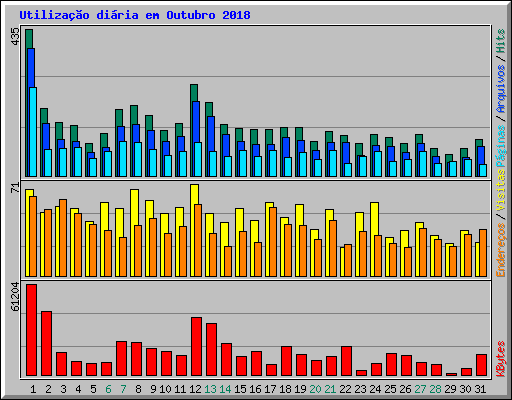 Utilização diária em Outubro 2018
435
71
61204
Endereços / Visitas Páginas / Arquivos / Hits
KBytes
1 2 3 4 5 6 7 8 9 10 11 12 13 14 15 16 17 18 19 20 21 22 23 24 25 26 27 28 29 30 31